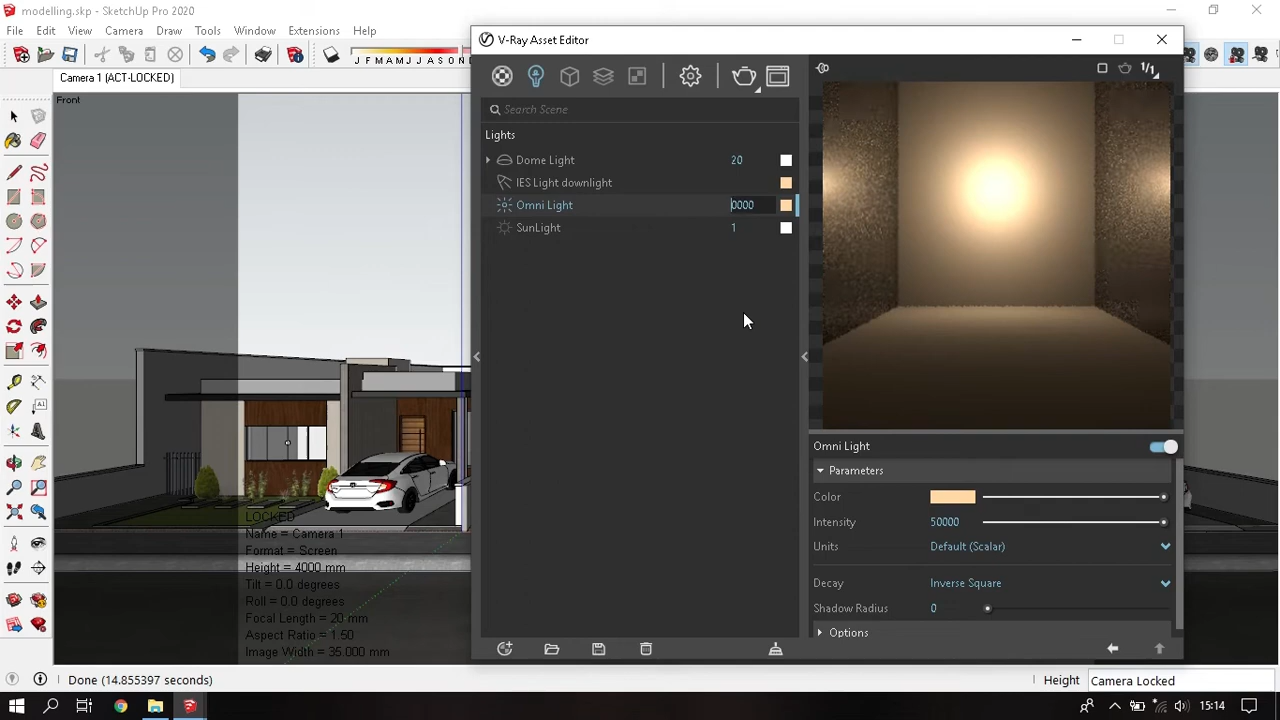 modelling.skp - SketchUp Pro 2020
File Edit View Camera Draw Tools Window Extensions Help
J F M A M J J A S O N D
Camera 1 (ACT-LOCKED)
Front
V-Ray Asset Editor
1/1
Search Scene
Lights
Dome Light 20
IES Light downlight
Omni Light 0000
SunLight 1
Omni Light
Parameters
Color
Intensity 50000
Units Default (Scalar)
Decay Inverse Square
Shadow Radius 0
Options
LOCKED
Name = Camera 1
Format = Screen
Height = 4000 mm
Tilt = 0.0 degrees
Roll = 0.0 degrees
Focal Length = 20 mm
Aspect Ratio = 1.50
Image Width = 35.000 mm
Done (14.855397 seconds)
Height Camera Locked
15:14